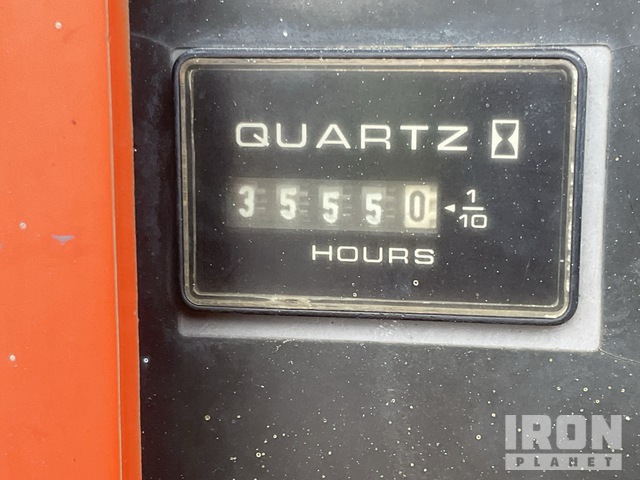 QUARTZ
35550 1/10
HOURS
IRON
PLANET